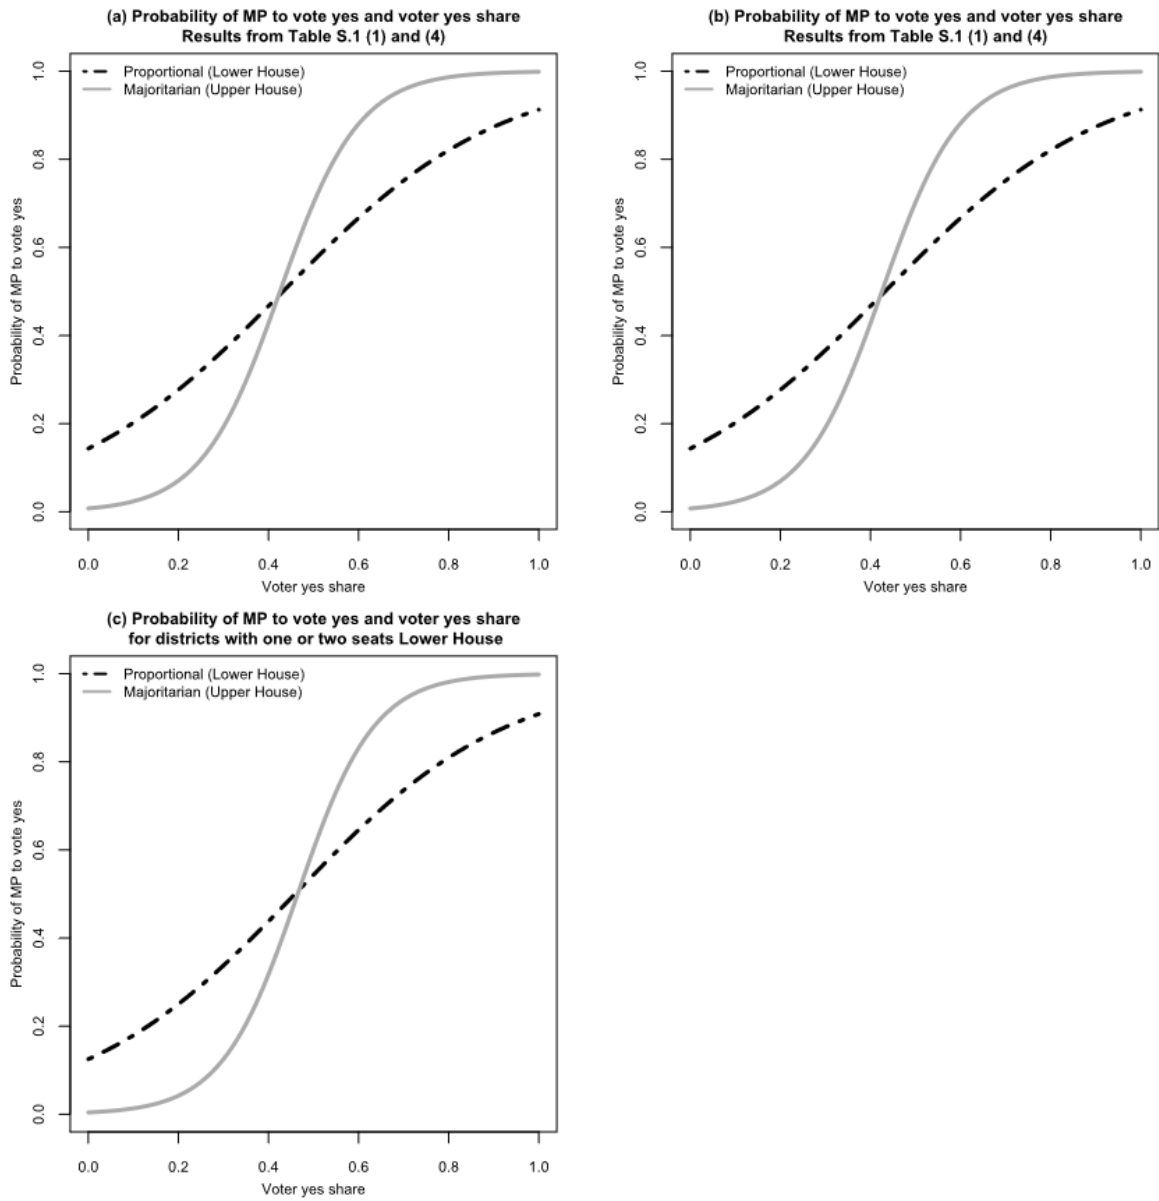 (a) Probability of MP to vote yes and voter yes share
Results from Table S.1 (1) and (4)
Proportional (Lower House)
Majoritarian (Upper House)
1.0
0.8
0.6
0.4
0.2
0.0
Probability of MP to vote yes
0.0 0.2 0.4 0.6 0.8 1.0
Voter yes share
(b) Probability of MP to vote yes and voter yes share
Results from Table S.1 (1) and (4)
Proportional (Lower House)
Majoritarian (Upper House)
1.0
0.8
0.6
0.4
0.2
0.0
Probability of MP to vote yes
0.0 0.2 0.4 0.6 0.8 1.0
Voter yes share
(c) Probability of MP to vote yes and voter yes share
for districts with one or two seats Lower House
Proportional (Lower House)
Majoritarian (Upper House)
1.0
0.8
0.6
0.4
0.2
0.0
Probability of MP to vote yes
0.0 0.2 0.4 0.6 0.8 1.0
Voter yes share